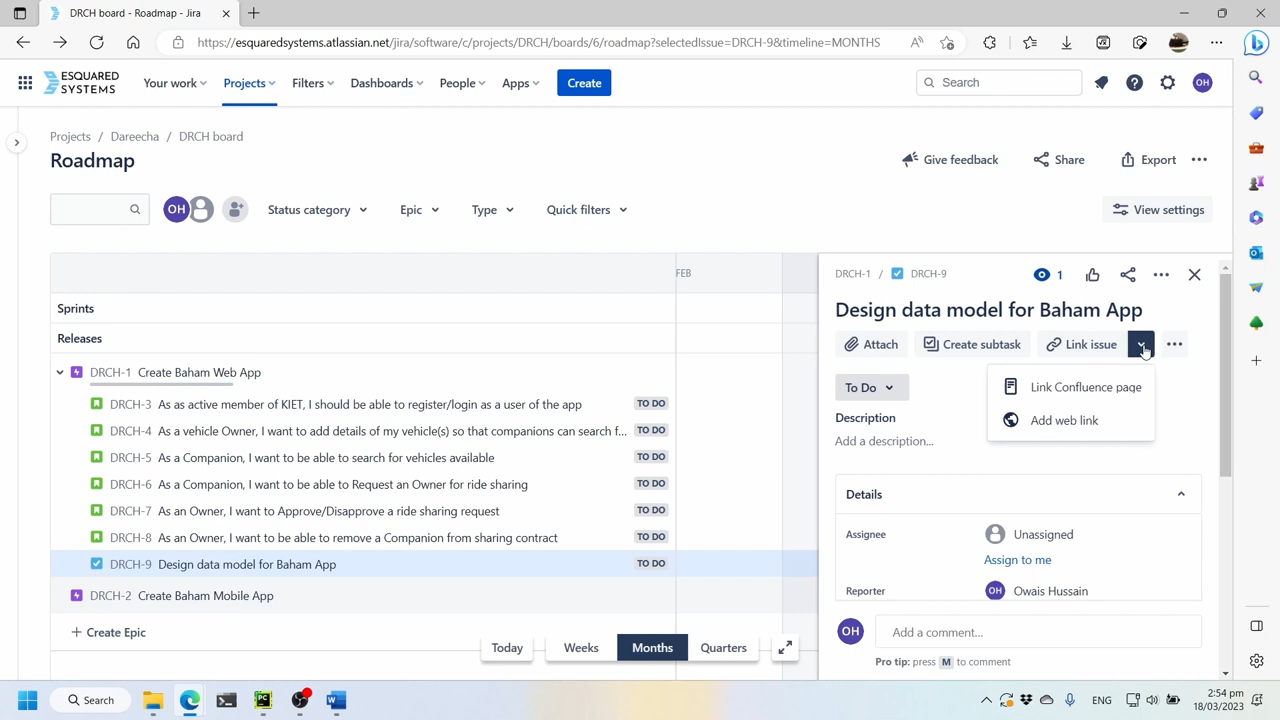 DRCH board - Roadmap - Jira
https://esquaredsystems.atlassian.net/jira/software/c/projects/DRCH/boards/6/roadmap?selectedIssue=DRCH-9&timeline=MONTHS
ESQUARED
SYSTEMS
Your work
Projects
Filters
Dashboards
People
Apps
Create
Search
OH
Projects / Dareecha / DRCH board
Roadmap
Give feedback
Share
Export
OH
Status category
Epic
Type
Quick filters
View settings
FEB
Sprints
Releases
DRCH-1 Create Baham Web App
DRCH-3 As as active member of KIET, I should be able to register/login as a user of the app TO DO
DRCH-4 As a vehicle Owner, I want to add details of my vehicle(s) so that companions can search f... TO DO
DRCH-5 As a Companion, I want to be able to search for vehicles available TO DO
DRCH-6 As a Companion, I want to be able to Request an Owner for ride sharing TO DO
DRCH-7 As an Owner, I want to Approve/Disapprove a ride sharing request TO DO
DRCH-8 As an Owner, I want to be able to remove a Companion from sharing contract TO DO
DRCH-9 Design data model for Baham App TO DO
DRCH-2 Create Baham Mobile App
+ Create Epic
Today
Weeks
Months
Quarters
DRCH-1 / DRCH-9
1
Design data model for Baham App
Attach
Create subtask
Link issue
Link Confluence page
Add web link
To Do
Description
Add a description...
Details
Assignee
Unassigned
Assign to me
Reporter
OH Owais Hussain
OH
Add a comment...
Pro tip: press M to comment
Search
ENG
2:54 pm
18/03/2023